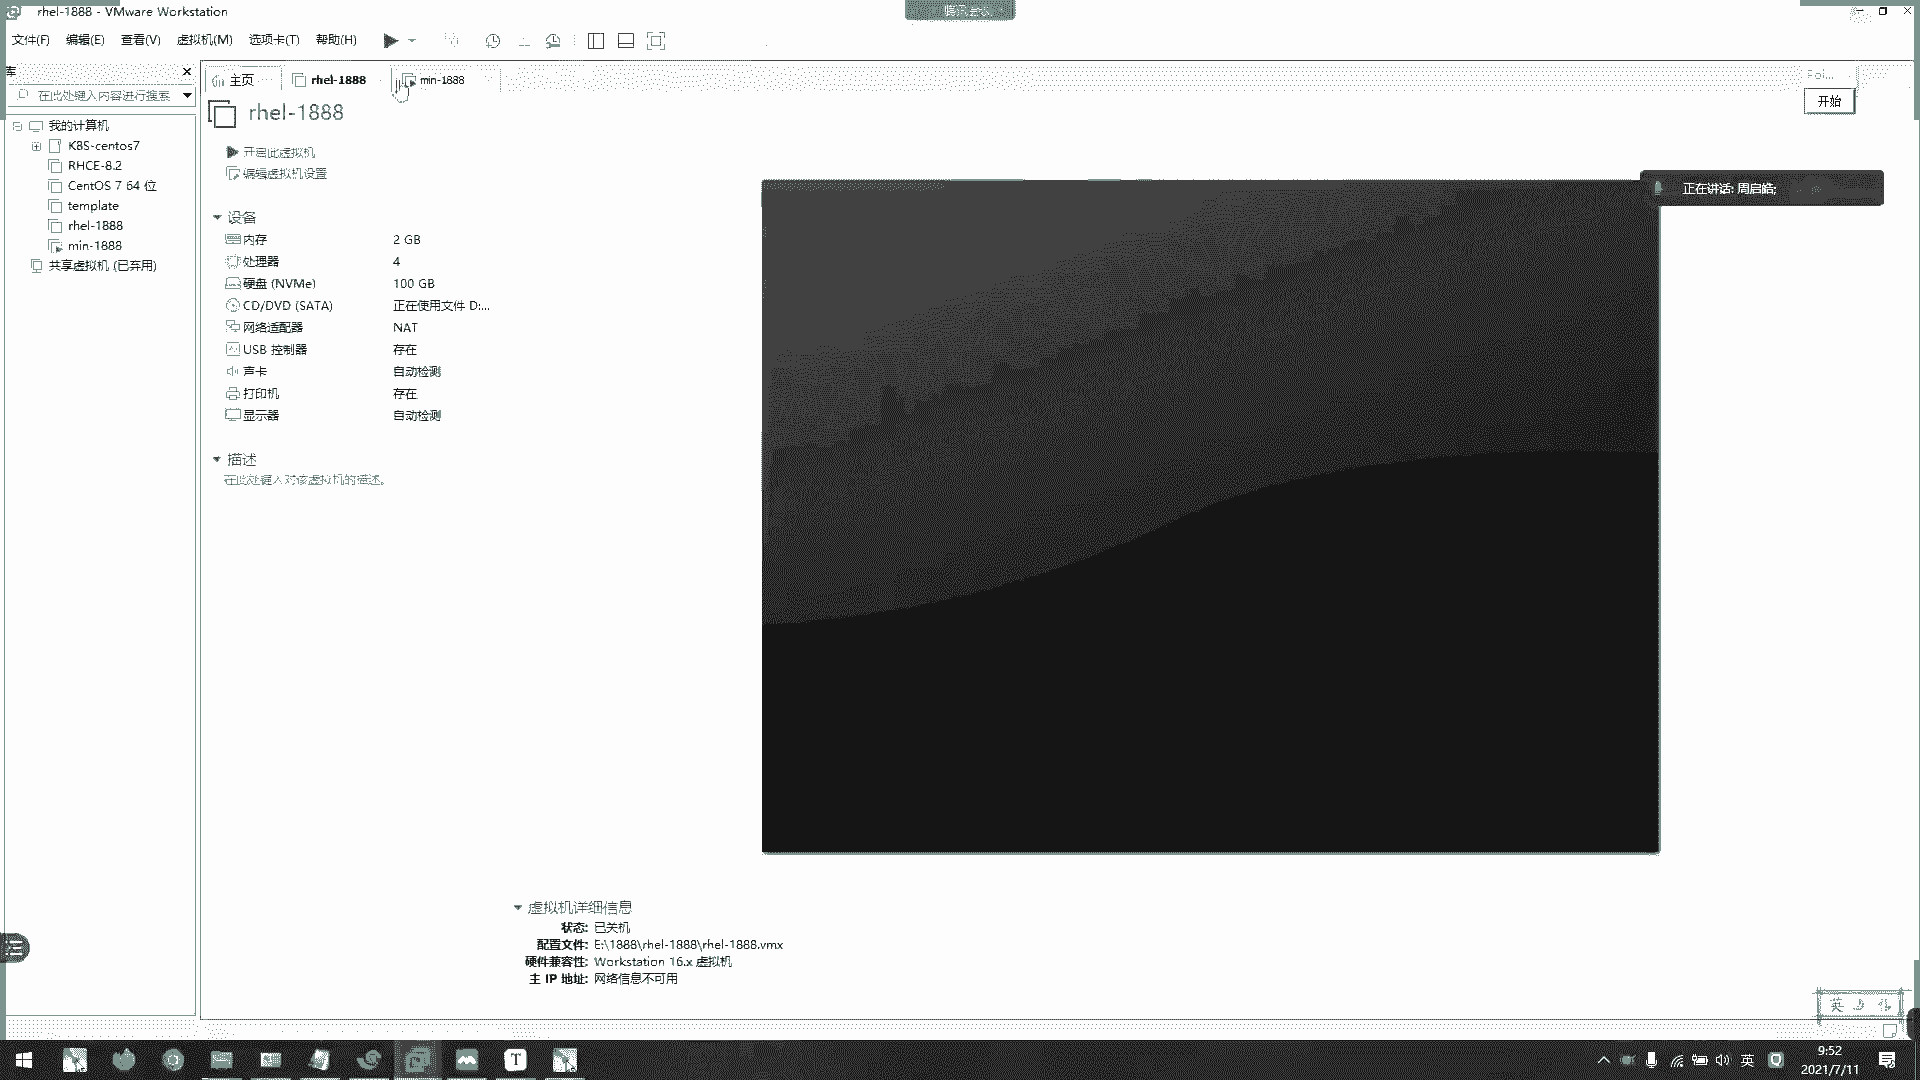 rhel-1888 - VMware Workstation
腾讯会议
文件(F) 编辑(E) 查看(V) 虚拟机(M) 选项卡(T) 帮助(H)
库
在此处键入内容进行搜索
我的计算机
K8S-centos7
RHCE-8.2
CentOS 7 64 位
template
rhel-1888
min-1888
共享虚拟机 (已弃用)
主页 rhel-1888 min-1888
rhel-1888
开启此虚拟机
编辑虚拟机设置
设备
内存 2 GB
处理器 4
硬盘 (NVMe) 100 GB
CD/DVD (SATA) 正在使用文件 D:...
网络适配器 NAT
USB 控制器 存在
声卡 自动检测
打印机 存在
显示器 自动检测
描述
在此处键入对该虚拟机的描述。
虚拟机详细信息
状态: 已关机
配置文件: E:\1888\rhel-1888\rhel-1888.vmx
硬件兼容性: Workstation 16.x 虚拟机
主 IP 地址: 网络信息不可用
Poi...
开始
正在讲话: 周启皓;
英
英
9:52
2021/7/11